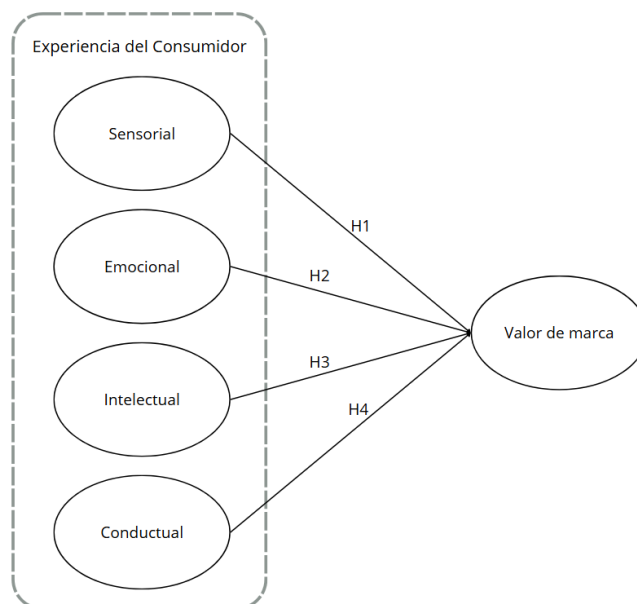 Experiencia del Consumidor
Sensorial
H1
Emocional
H2
Valor de marca
H3
Intelectual
H4
Conductual